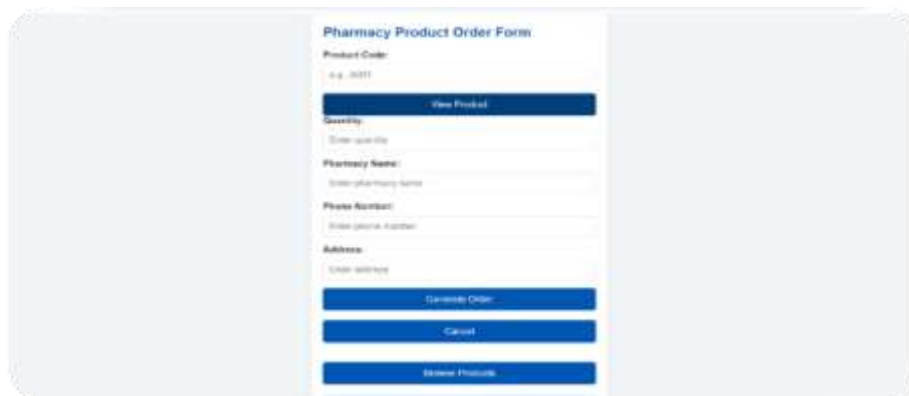 Pharmacy Product Order Form
Product Code:
View Product
Quantity:
Enter quantity
Pharmacy Name:
Enter pharmacy name
Phone Number:
Enter phone number
Address:
Enter address
Generate Order
Cancel
Browse Products